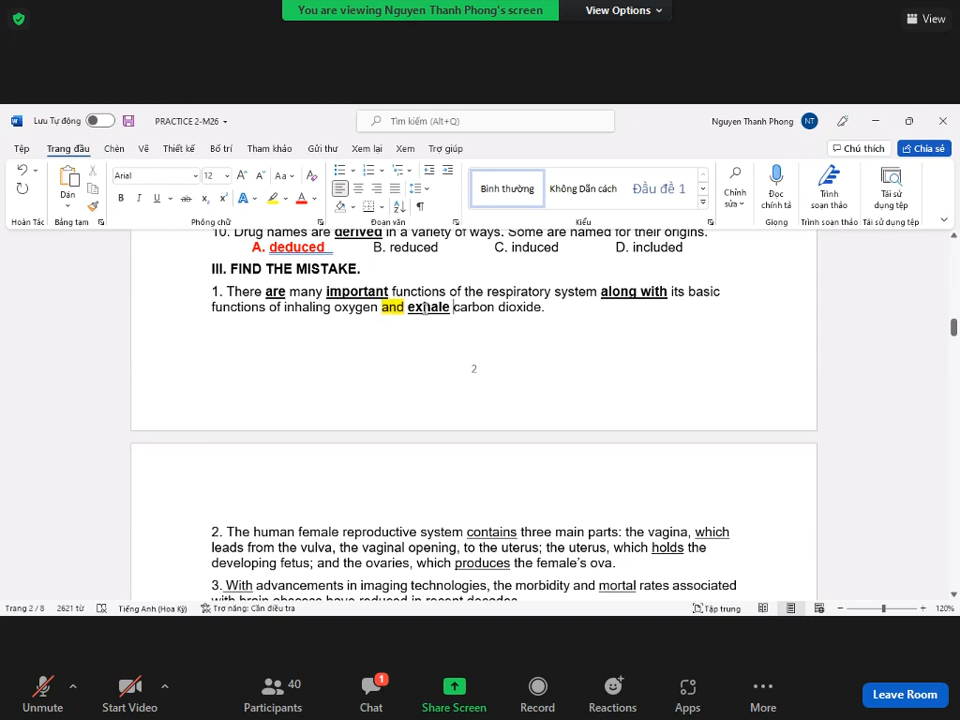 You are viewing Nguyen Thanh Phong's screen
View Options
View
Lưu Tự động
PRACTICE 2-M26
Tìm kiếm (Alt+Q)
Nguyen Thanh Phong
NT
Tệp Trang đầu Chèn Vẽ Thiết kế Bố trí Tham khảo Gửi thư Xem lại Xem Trợ giúp
Chú thích
Chia sẻ
Dán
Arial
12
Bình thường
Không Dãn cách
Đầu đề 1
Chỉnh sửa
Đọc chính tả
Trình soạn thảo
Tái sử dụng tệp
Hoàn Tác
Bảng tạm
Phông chữ
Đoạn văn
Kiểu
Giọng
Trình soạn thảo
Tái sử dụng tệp
10. Drug names are derived in a variety of ways. Some are named for their origins.
A. deduced B. reduced C. induced D. included
III. FIND THE MISTAKE.
1. There are many important functions of the respiratory system along with its basic
functions of inhaling oxygen and exhale carbon dioxide.
2
2. The human female reproductive system contains three main parts: the vagina, which
leads from the vulva, the vaginal opening, to the uterus; the uterus, which holds the
developing fetus; and the ovaries, which produces the female's ova.
3. With advancements in imaging technologies, the morbidity and mortal rates associated
with brain abscess have reduced in recent decades.
Trang 2 / 8
2621 từ
Tiếng Anh (Hoa Kỳ)
Trợ năng: Cần điều tra
Tập trung
120%
Unmute
Start Video
Participants
40
Chat
1
Share Screen
Record
Reactions
Apps
More
Leave Room